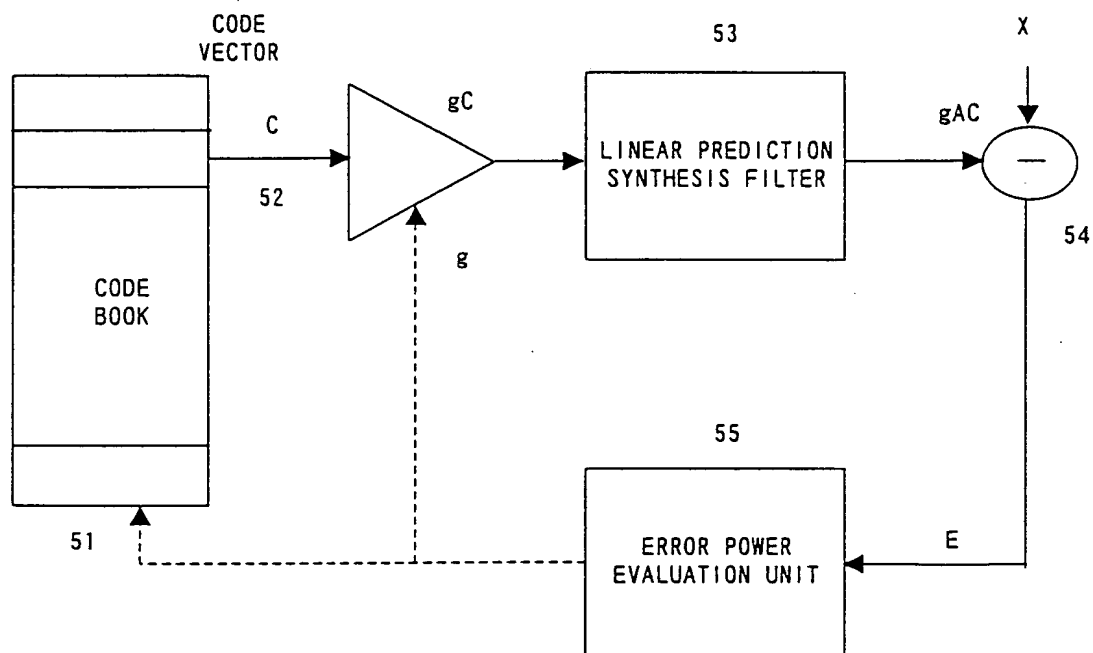 CODE
VECTOR
53
X
gC
C
gAC
LINEAR PREDICTION
SYNTHESIS FILTER
52
54
g
CODE
BOOK
55
51
E
ERROR POWER
EVALUATION UNIT